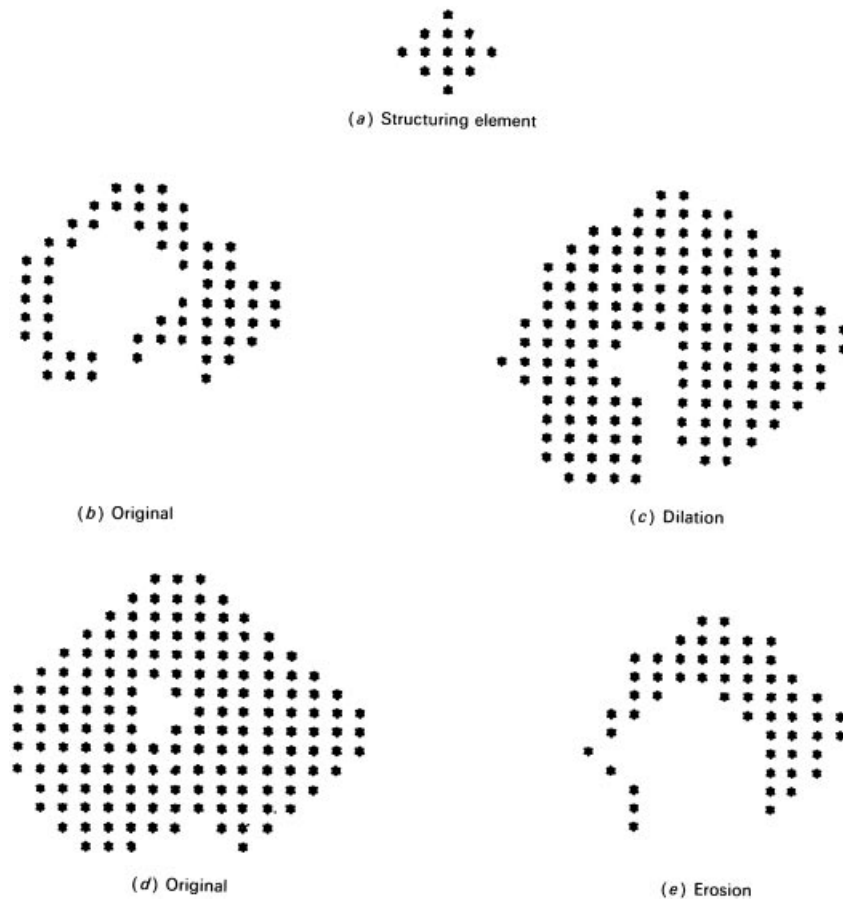 (a) Structuring element
(b) Original
(c) Dilation
(d) Original
(e) Erosion